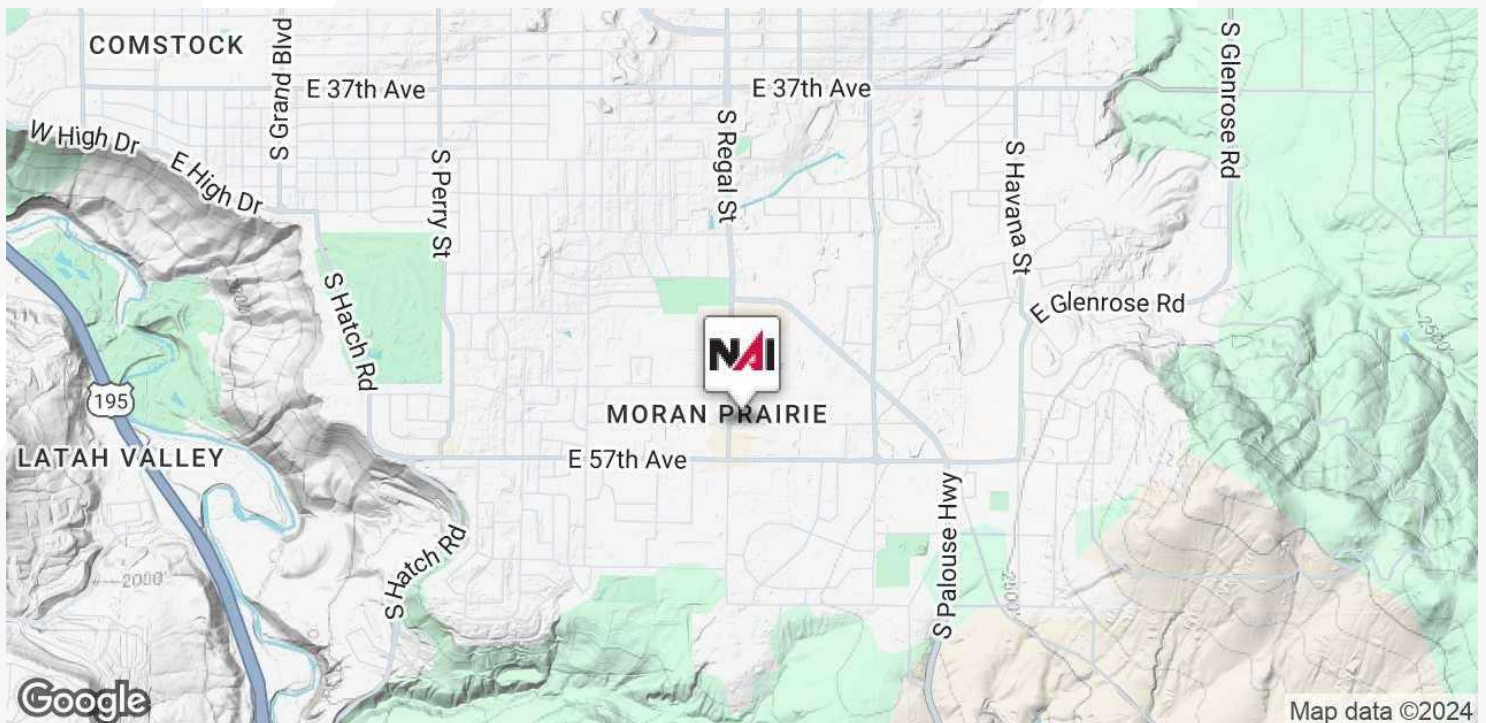 COMSTOCK
S Grand Blvd
E 37th Ave
E 37th Ave
S Glenrose Rd
W High Dr
E High Dr
S Perry St
S Regal St
S Havana St
S Hatch Rd
E Glenrose Rd
NAI
195
MORAN PRAIRIE
LATAH VALLEY
E 57th Ave
S Hatch Rd
S Palouse Hwy
2000'
2500'
Google
Map data ©2024